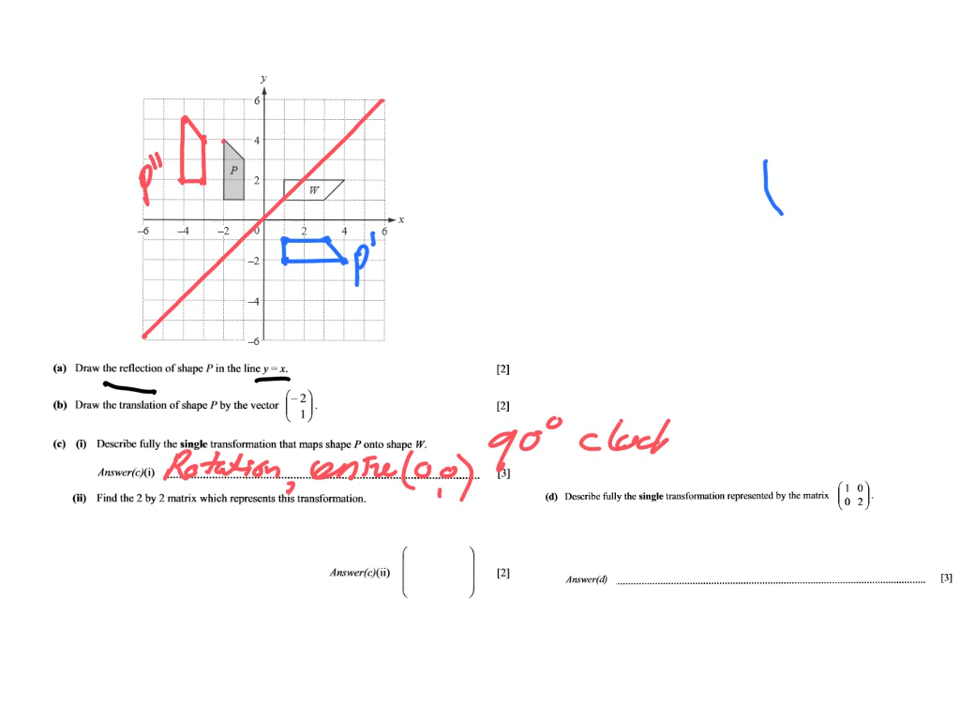 y
6
4
2
-2
-4
-6
-6 -4 -2 0 2 4 6 x
P
W
P"
P'
(a) Draw the reflection of shape P in the line y = x. [2]
(b) Draw the translation of shape P by the vector (-2 1). [2]
(c) (i) Describe fully the single transformation that maps shape P onto shape W.
90° clock
Answer(c)(i) Rotation, centre (0,0) [3]
(ii) Find the 2 by 2 matrix which represents this transformation.
(d) Describe fully the single transformation represented by the matrix (1 0 0 2).
Answer(c)(ii) ( ) [2]
Answer(d) [3]